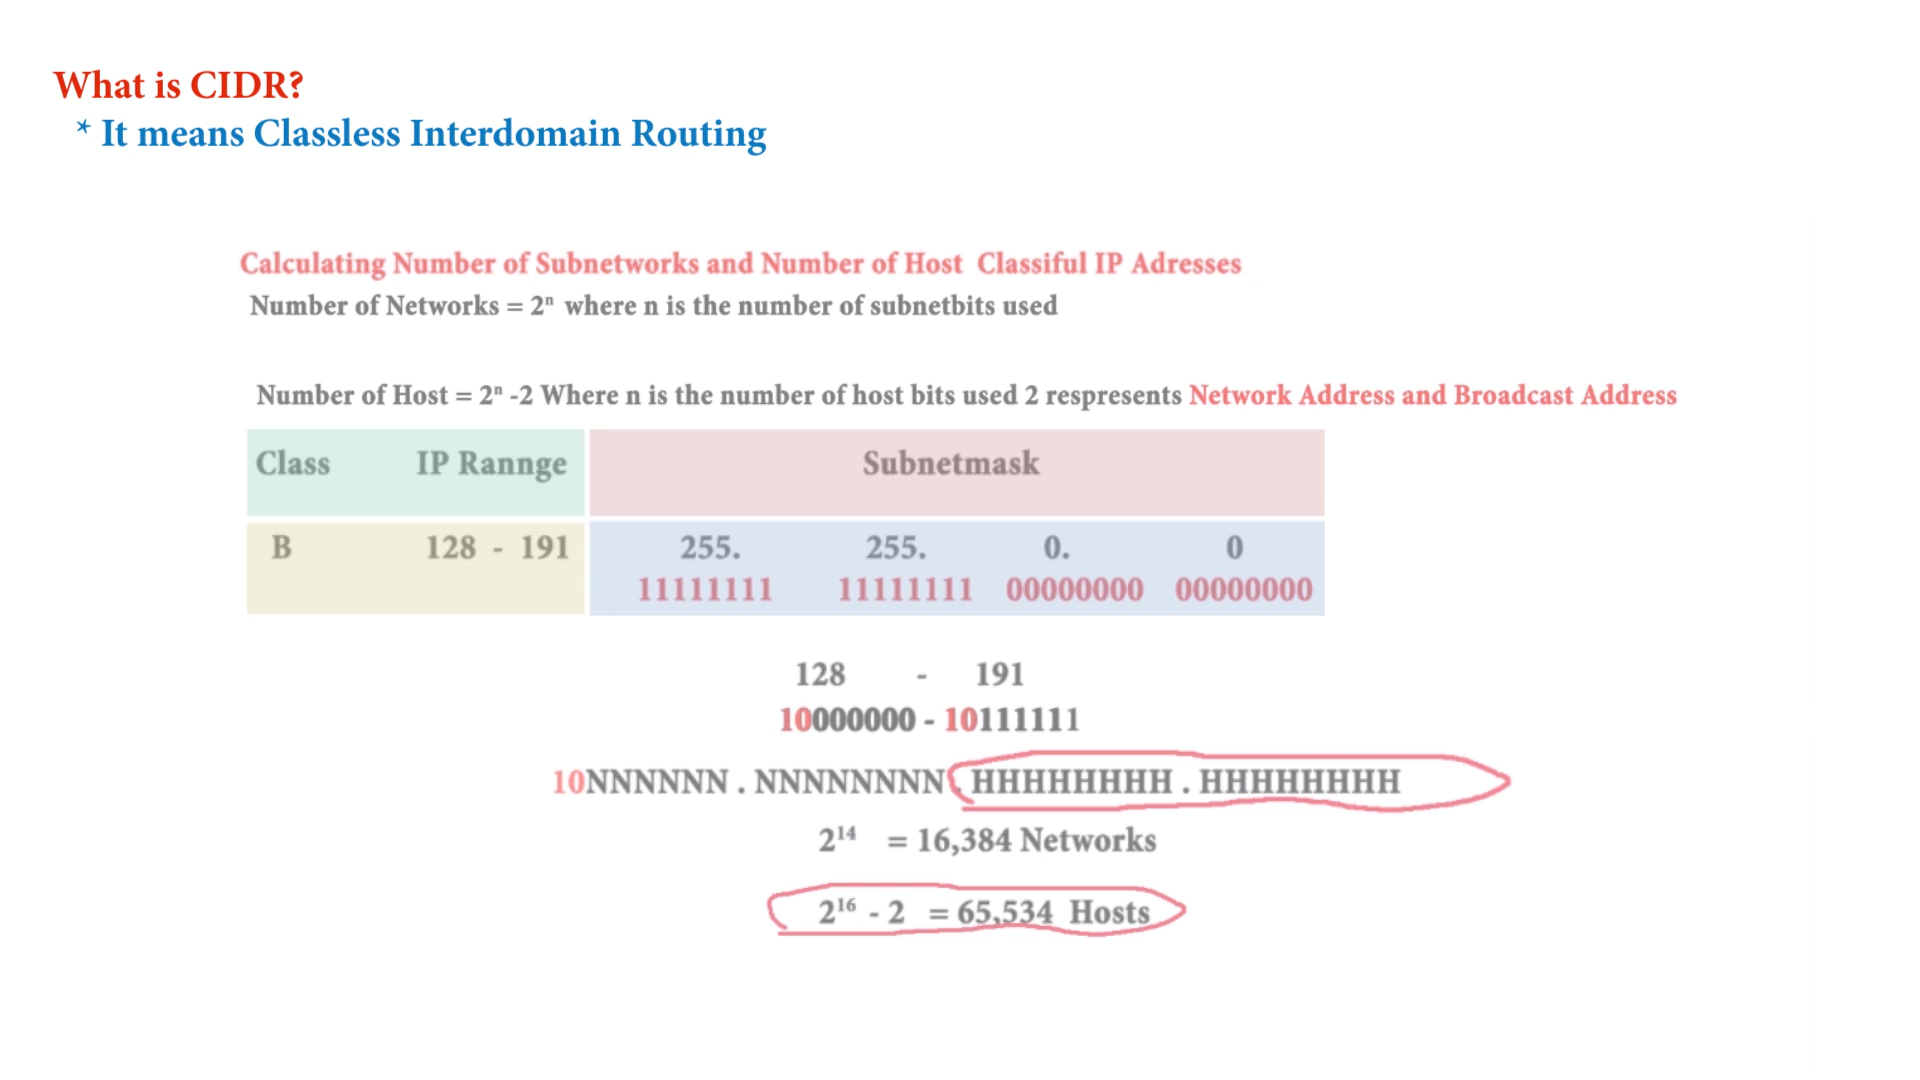 What is CIDR?
* It means Classless Interdomain Routing
Calculating Number of Subnetworks and Number of Host Classiful IP Adresses
Number of Networks = 2ⁿ where n is the number of subnetbits used
Number of Host = 2ⁿ -2 Where n is the number of host bits used 2 respresents Network Address and Broadcast Address
Class IP Rannge Subnetmask
B 128 - 191 255. 255. 0. 0
11111111 11111111 00000000 00000000
128 - 191
10000000 - 10111111
10NNNNNN . NNNNNNNN . HHHHHHHH . HHHHHHHH
2¹⁴ = 16,384 Networks
2¹⁶ - 2 = 65,534 Hosts